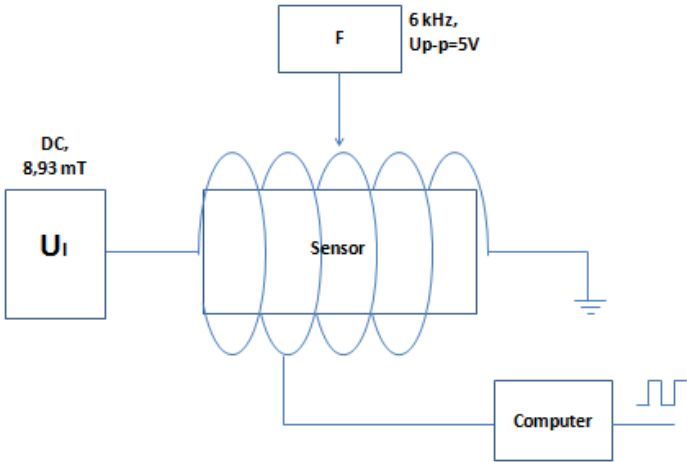 F
6 kHz,
Up-p=5V
DC,
8,93 mT
UI
Sensor
Computer